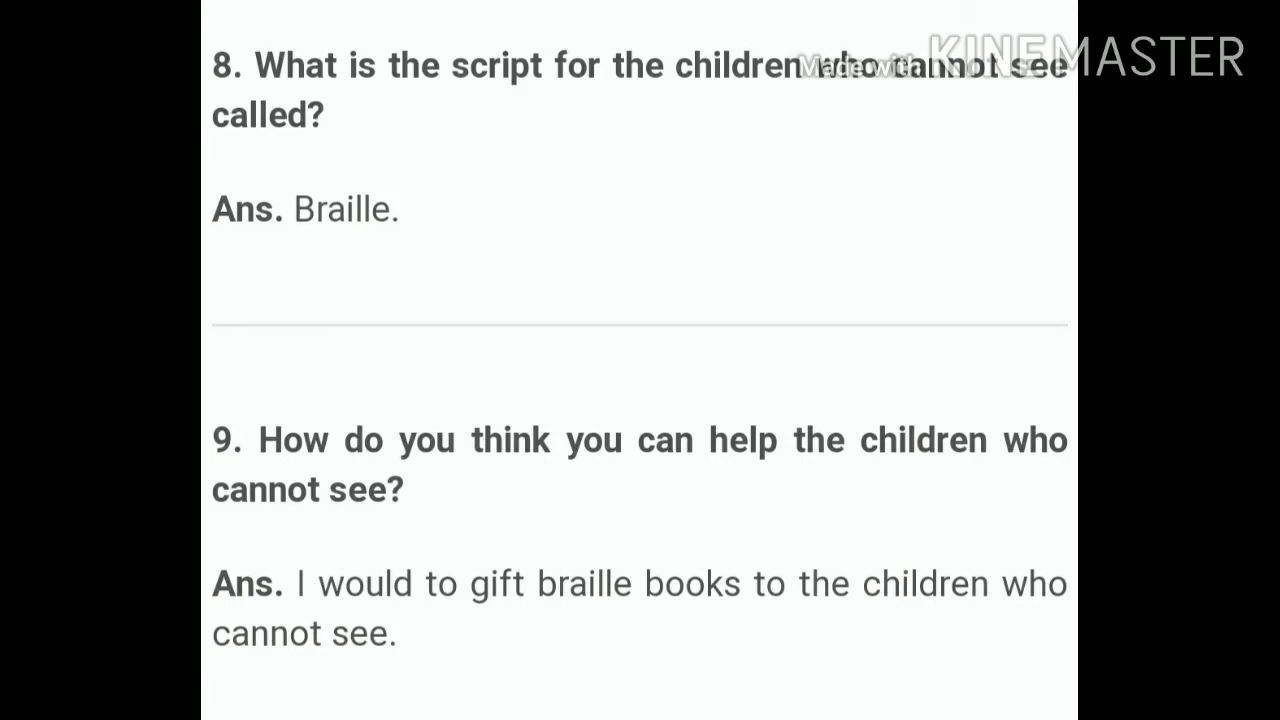 8. What is the script for the children who cannot see
Made with KINEMASTER
called?
Ans. Braille.
9. How do you think you can help the children who
cannot see?
Ans. I would to gift braille books to the children who
cannot see.